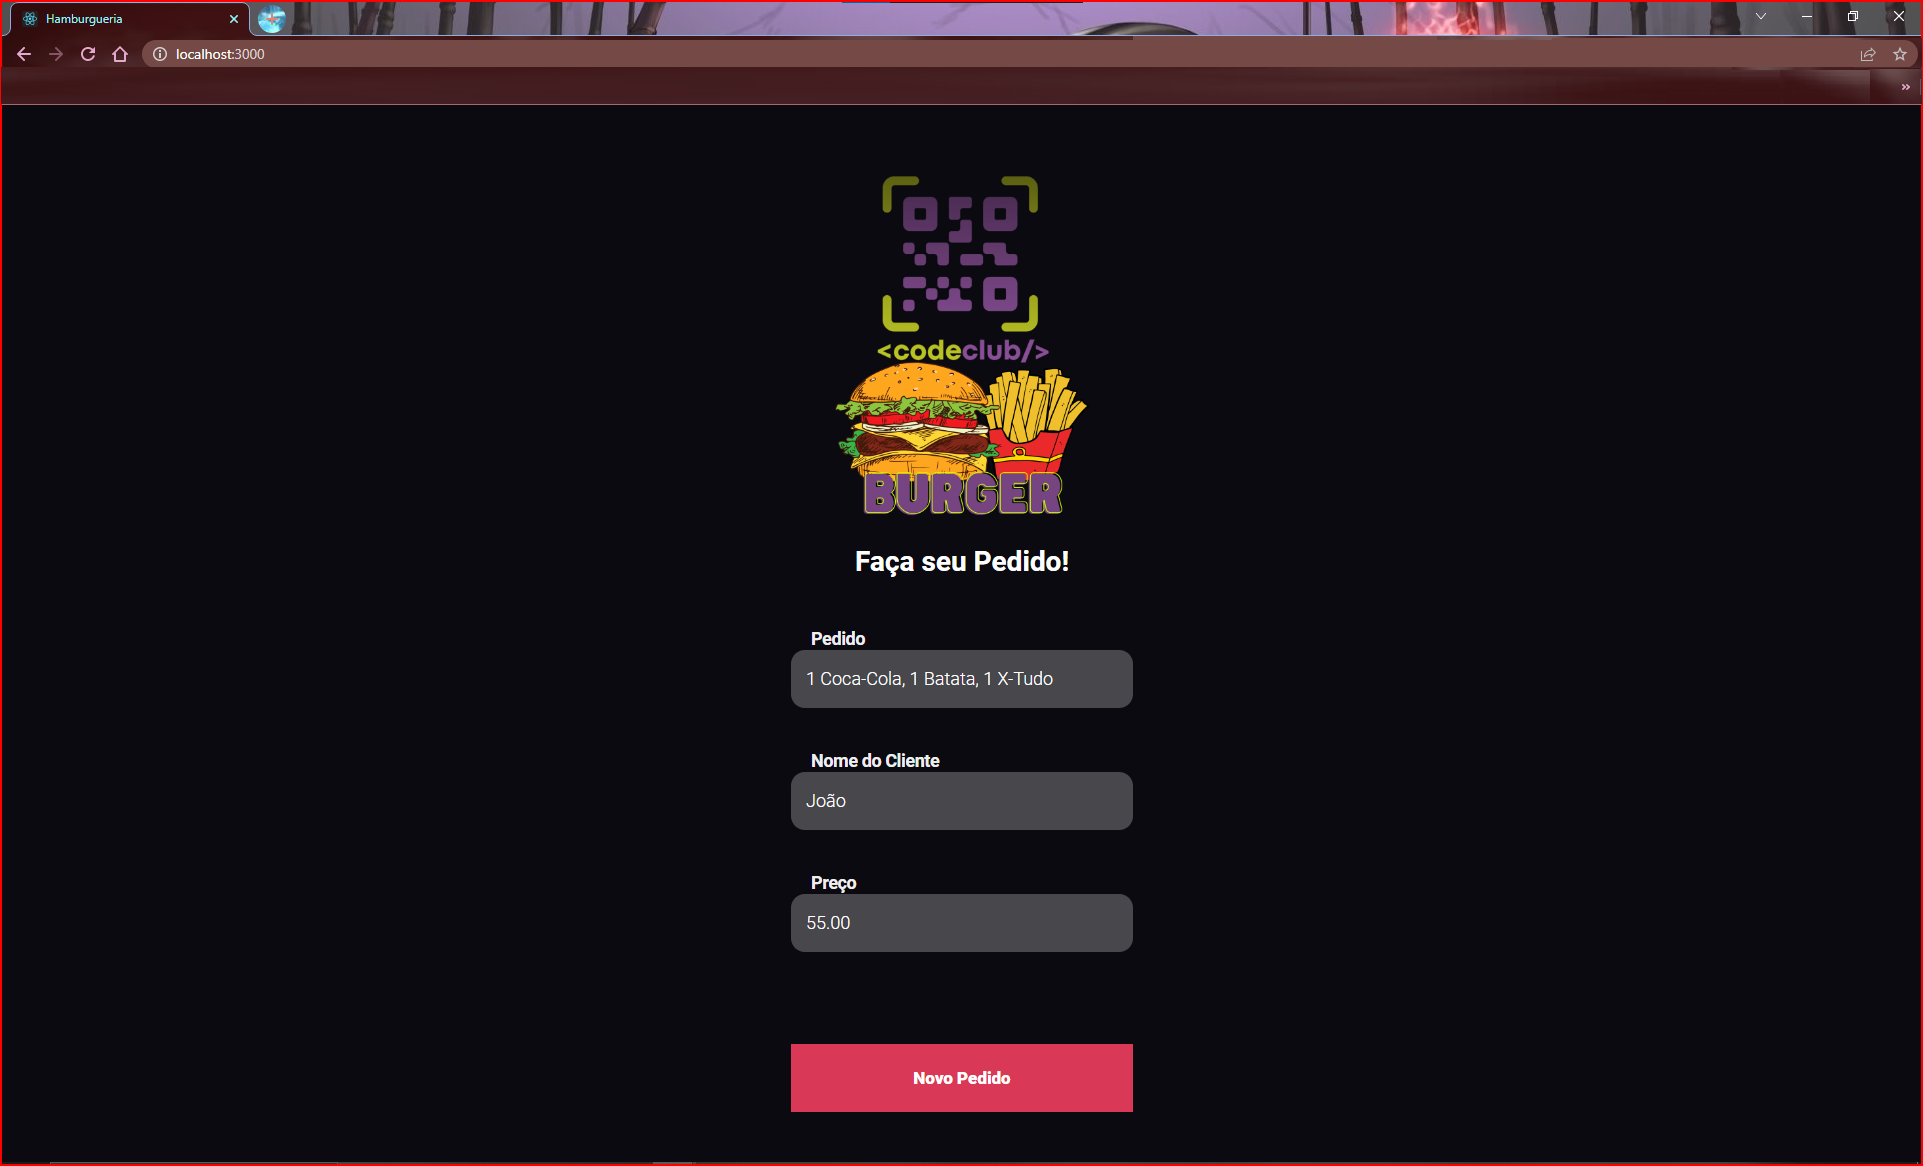 Hamburgueria
localhost:3000
<codeclub/>
BURGER
Faça seu Pedido!
Pedido
1 Coca-Cola, 1 Batata, 1 X-Tudo
Nome do Cliente
João
Preço
55.00
Novo Pedido